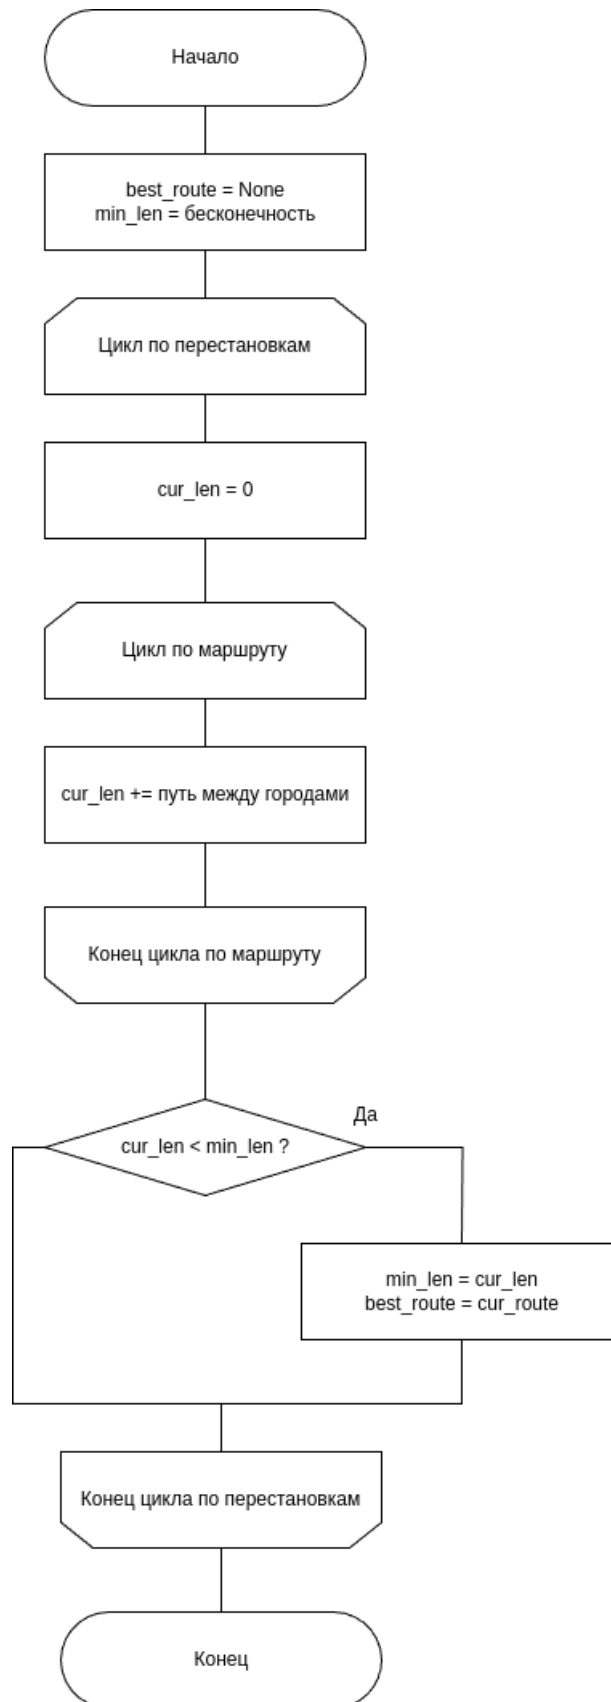 Начало
best_route = None
min_len = бесконечность
Цикл по перестановкам
cur_len = 0
Цикл по маршруту
cur_len += путь между городами
Конец цикла по маршруту
Да
cur_len < min_len ?
min_len = cur_len
best_route = cur_route
Конец цикла по перестановкам
Конец